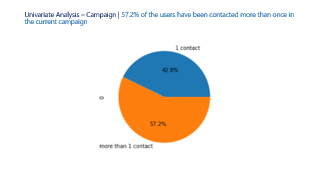 Univariate Analysis – Campaign | 57.2% of the users have been contacted more than once in
the current campaign
1 contact
42.8%
57.2%
more than 1 contact